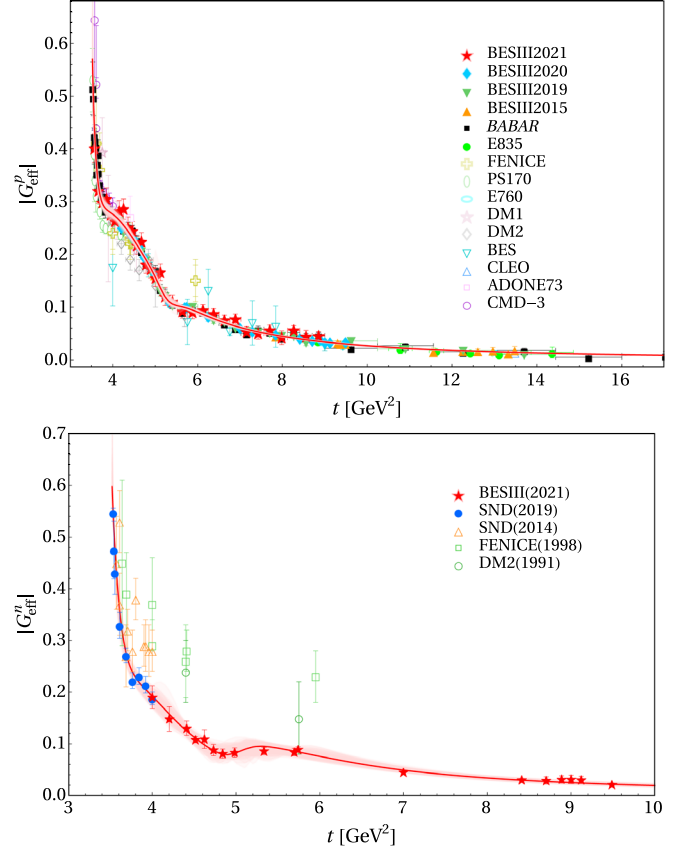 0.6
0.5
0.4
0.3
0.2
0.1
0.0
|G_eff^p|
BESIII2021
BESIII2020
BESIII2019
BESIII2015
BABAR
E835
FENICE
PS170
E760
DM1
DM2
BES
CLEO
ADONE73
CMD−3
4 6 8 10 12 14 16
t [GeV²]
0.7
0.6
0.5
0.4
0.3
0.2
0.1
0.0
|G_eff^n|
BESIII(2021)
SND(2019)
SND(2014)
FENICE(1998)
DM2(1991)
3 4 5 6 7 8 9 10
t [GeV²]